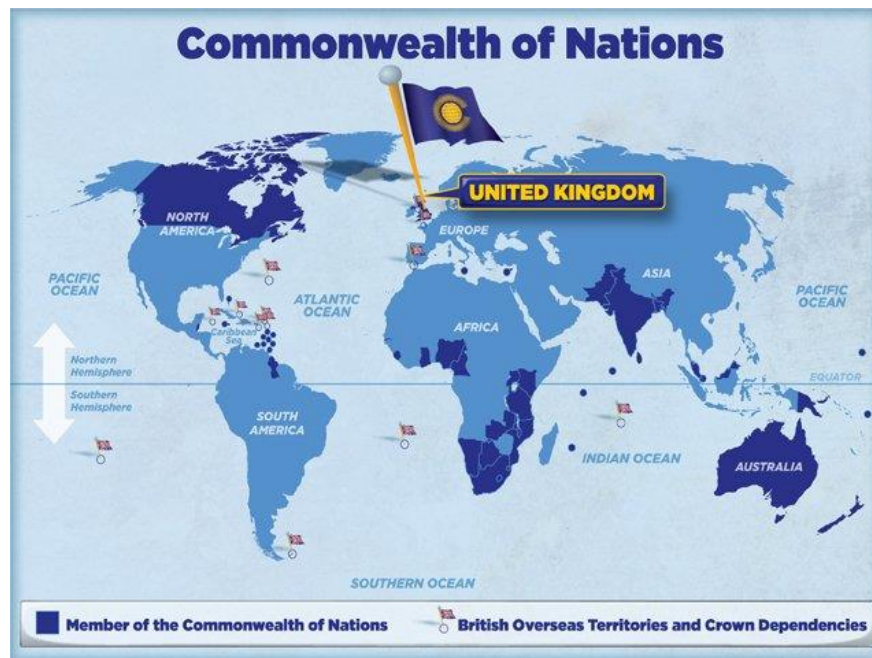 Commonwealth of Nations
UNITED KINGDOM
NORTH
AMERICA
EUROPE
ASIA
PACIFIC
OCEAN
ATLANTIC
OCEAN
PACIFIC
OCEAN
AFRICA
Caribbean
Sea
Northern
Hemisphere
EQUATOR
Southern
Hemisphere
SOUTH
AMERICA
INDIAN OCEAN
AUSTRALIA
SOUTHERN OCEAN
Member of the Commonwealth of Nations
British Overseas Territories and Crown Dependencies